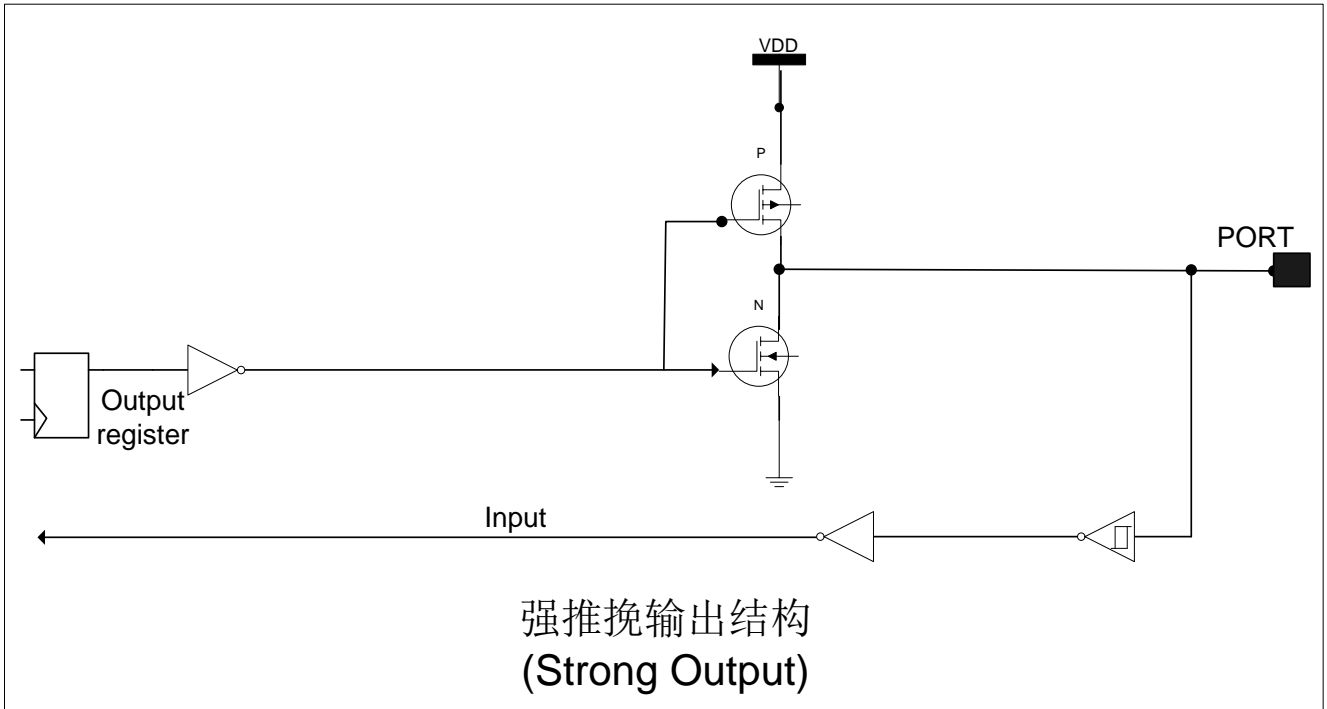 VDD
P
PORT
N
Output
register
Input
强推挽输出结构
(Strong Output)